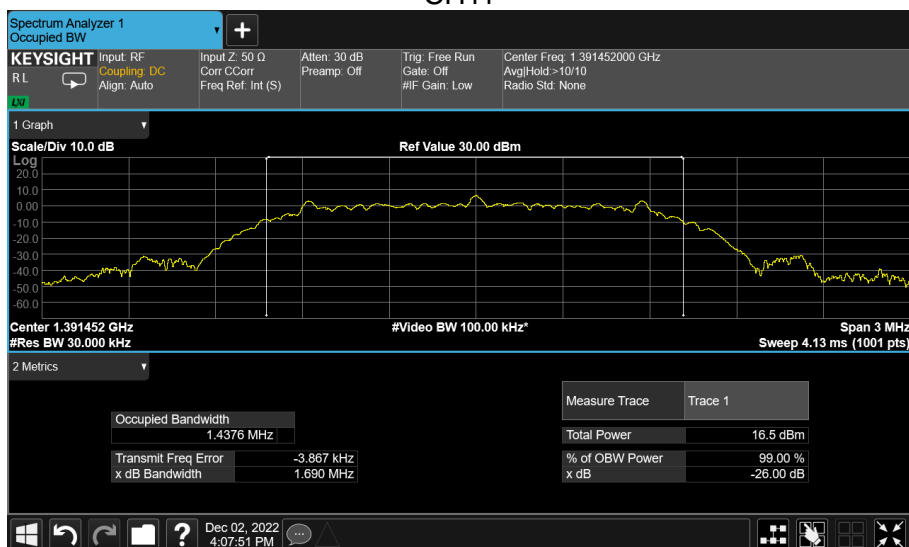 Spectrum Analyzer 1
Occupied BW
KEYSIGHT
R L
LXI
Input: RF
Coupling: DC
Align: Auto
Input Z: 50 Ω
Corr CCorr
Freq Ref: Int (S)
Atten: 30 dB
Preamp: Off
Trig: Free Run
Gate: Off
#IF Gain: Low
Center Freq: 1.391452000 GHz
Avg|Hold:>10/10
Radio Std: None
1 Graph
Scale/Div 10.0 dB
Ref Value 30.00 dBm
Log
20.0
10.0
0.00
-10.0
-20.0
-30.0
-40.0
-50.0
-60.0
Center 1.391452 GHz
#Video BW 100.00 kHz*
Span 3 MHz
#Res BW 30.000 kHz
Sweep 4.13 ms (1001 pts)
2 Metrics
Measure Trace Trace 1
Occupied Bandwidth
1.4376 MHz
Total Power 16.5 dBm
Transmit Freq Error -3.867 kHz
% of OBW Power 99.00 %
x dB Bandwidth 1.690 MHz
x dB -26.00 dB
?
Dec 02, 2022
4:07:51 PM